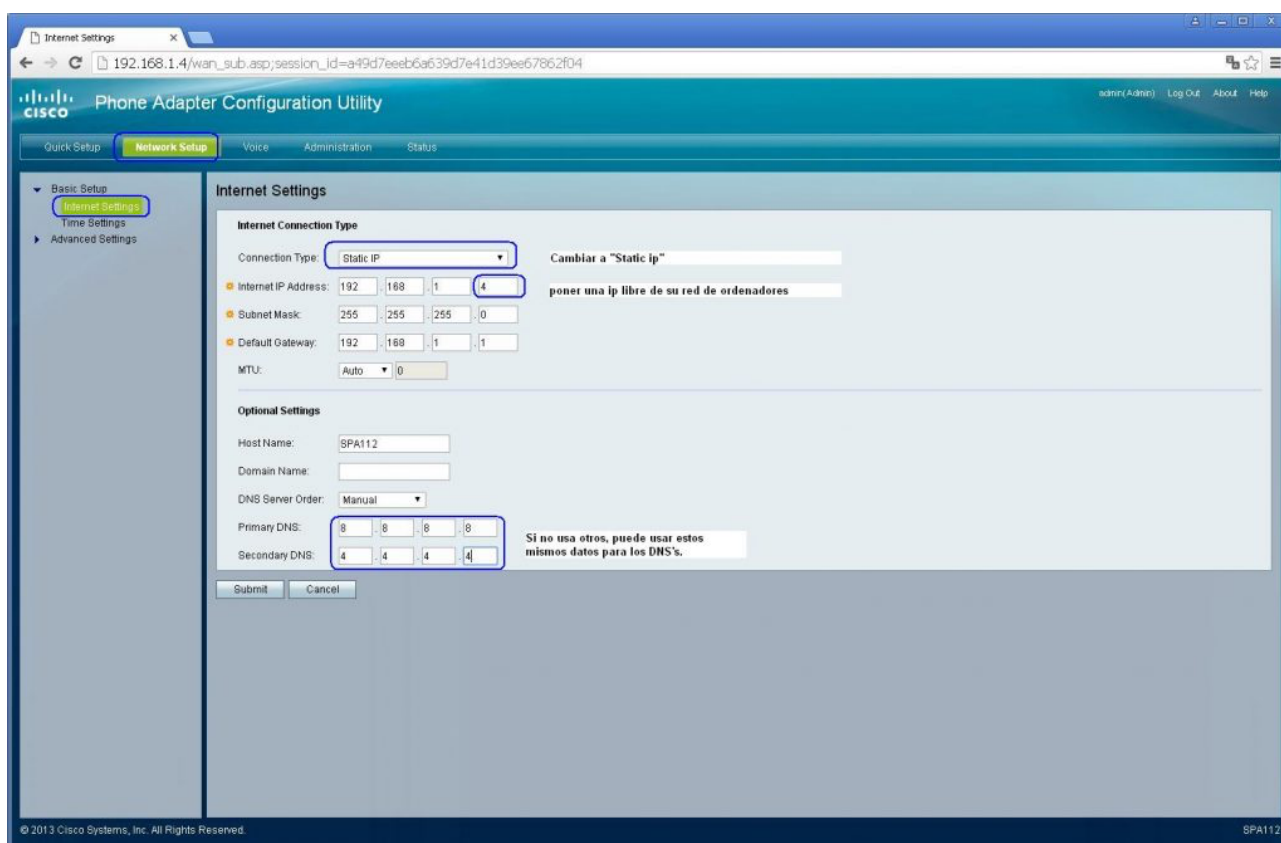 Internet Settings
192.168.1.4/wan_sub.asp;session_id=a49d7eeeb6a639d7e41d39ee67862f04
CISCO
Phone Adapter Configuration Utility
admin(Admin) Log Out About Help
Quick Setup Network Setup Voice Administration Status
Basic Setup
Internet Settings
Time Settings
Advanced Settings
Internet Settings
Internet Connection Type
Connection Type: Static IP Cambiar a "Static ip"
Internet IP Address: 192 . 168 . 1 . 4 poner una ip libre de su red de ordenadores
Subnet Mask: 255 . 255 . 255 . 0
Default Gateway: 192 . 168 . 1 . 1
MTU: Auto 0
Optional Settings
Host Name: SPA112
Domain Name:
DNS Server Order: Manual
Primary DNS: 8 . 8 . 8 . 8
Secondary DNS: 4 . 4 . 4 . 4
Si no usa otros, puede usar estos
mismos datos para los DNS's.
Submit Cancel
© 2013 Cisco Systems, Inc. All Rights Reserved.
SPA112